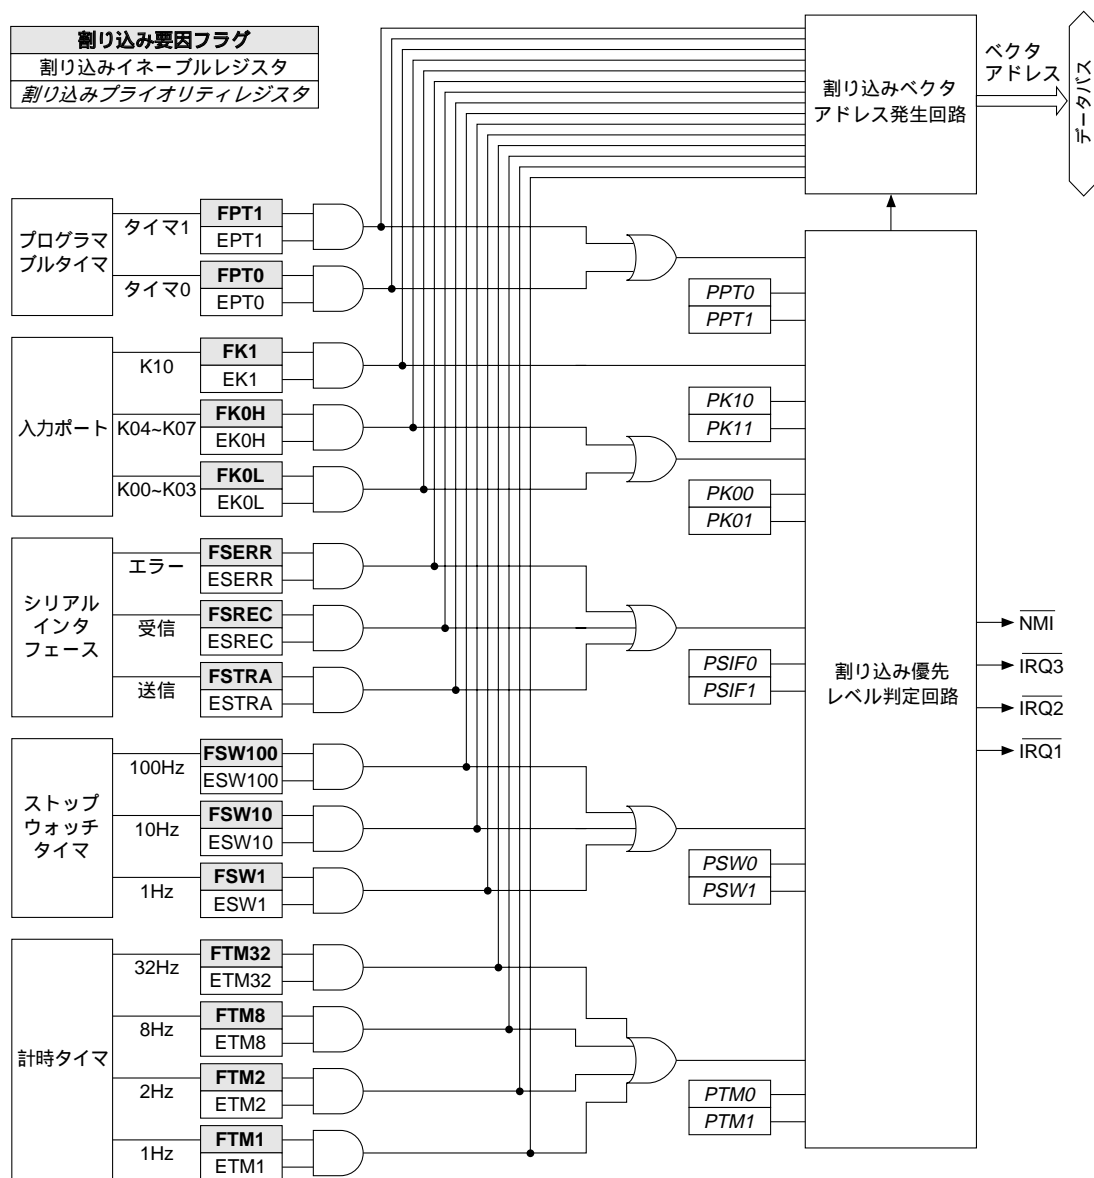 割り込み要因フラグ
割り込みイネーブルレジスタ
割り込みプライオリティレジスタ
割り込みベクタ
アドレス発生回路
ベクタ
アドレス
データバス
プログラマ
ブルタイマ
タイマ1
FPT1
EPT1
タイマ0
FPT0
EPT0
PPT0
PPT1
入力ポート
K10
FK1
EK1
K04~K07
FK0H
EK0H
K00~K03
FK0L
EK0L
PK10
PK11
PK00
PK01
シリアル
インタ
フェース
エラー
FSERR
ESERR
受信
FSREC
ESREC
送信
FSTRA
ESTRA
PSIF0
PSIF1
割り込み優先
レベル判定回路
NMI
IRQ3
IRQ2
IRQ1
ストップ
ウォッチ
タイマ
100Hz
FSW100
ESW100
10Hz
FSW10
ESW10
1Hz
FSW1
ESW1
PSW0
PSW1
計時タイマ
32Hz
FTM32
ETM32
8Hz
FTM8
ETM8
2Hz
FTM2
ETM2
1Hz
FTM1
ETM1
PTM0
PTM1